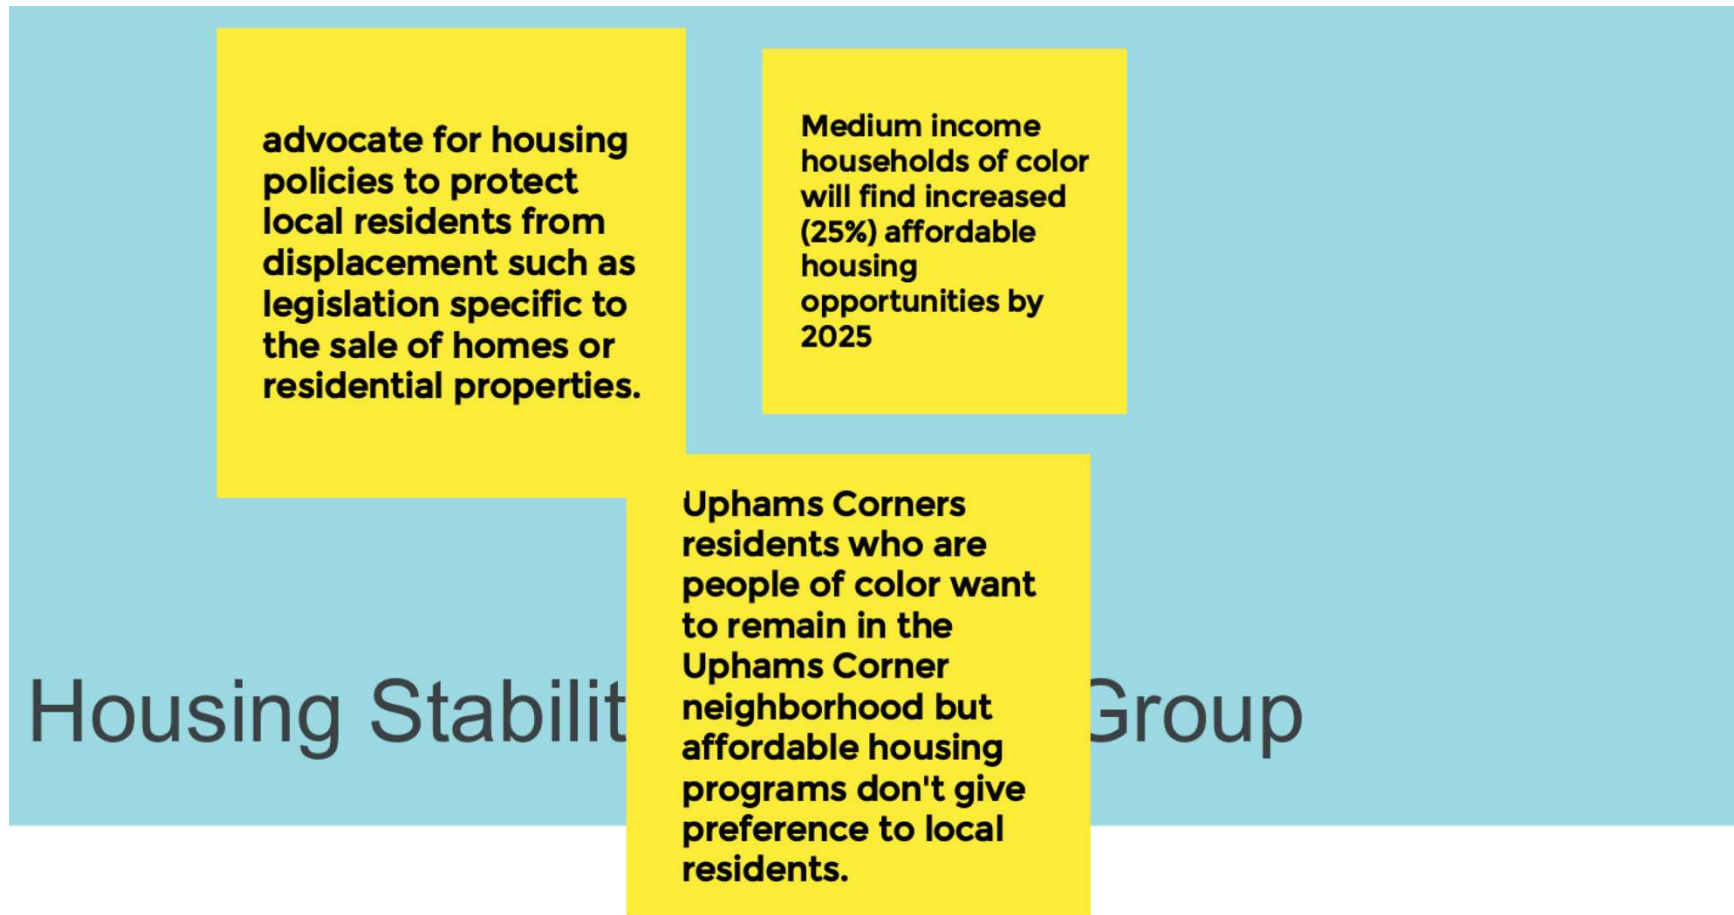 advocate for housing
policies to protect
local residents from
displacement such as
legislation specific to
the sale of homes or
residential properties.
Medium income
households of color
will find increased
(25%) affordable
housing
opportunities by
2025
Uphams Corners
residents who are
people of color want
to remain in the
Uphams Corner
neighborhood but
affordable housing
programs don't give
preference to local
residents.
Housing Group